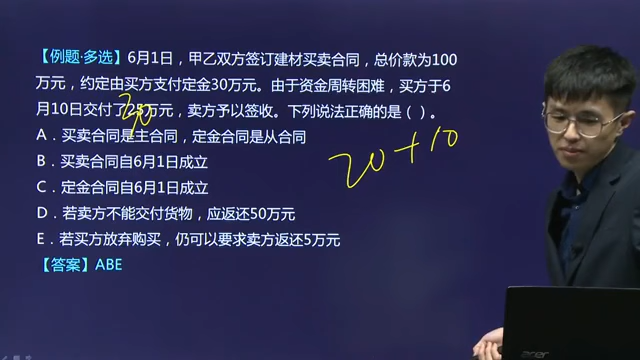 【例题·多选】6月1日，甲乙双方签订建材买卖合同，总价款为100
万元，约定由买方支付定金30万元。由于资金周转困难，买方于6
月10日交付了25万元，卖方予以签收。下列说法正确的是（ ）。
30
A．买卖合同是主合同，定金合同是从合同
20+10
B．买卖合同自6月1日成立
C．定金合同自6月1日成立
D．若卖方不能交付货物，应返还50万元
E．若买方放弃购买，仍可以要求卖方返还5万元
【答案】ABE
acer